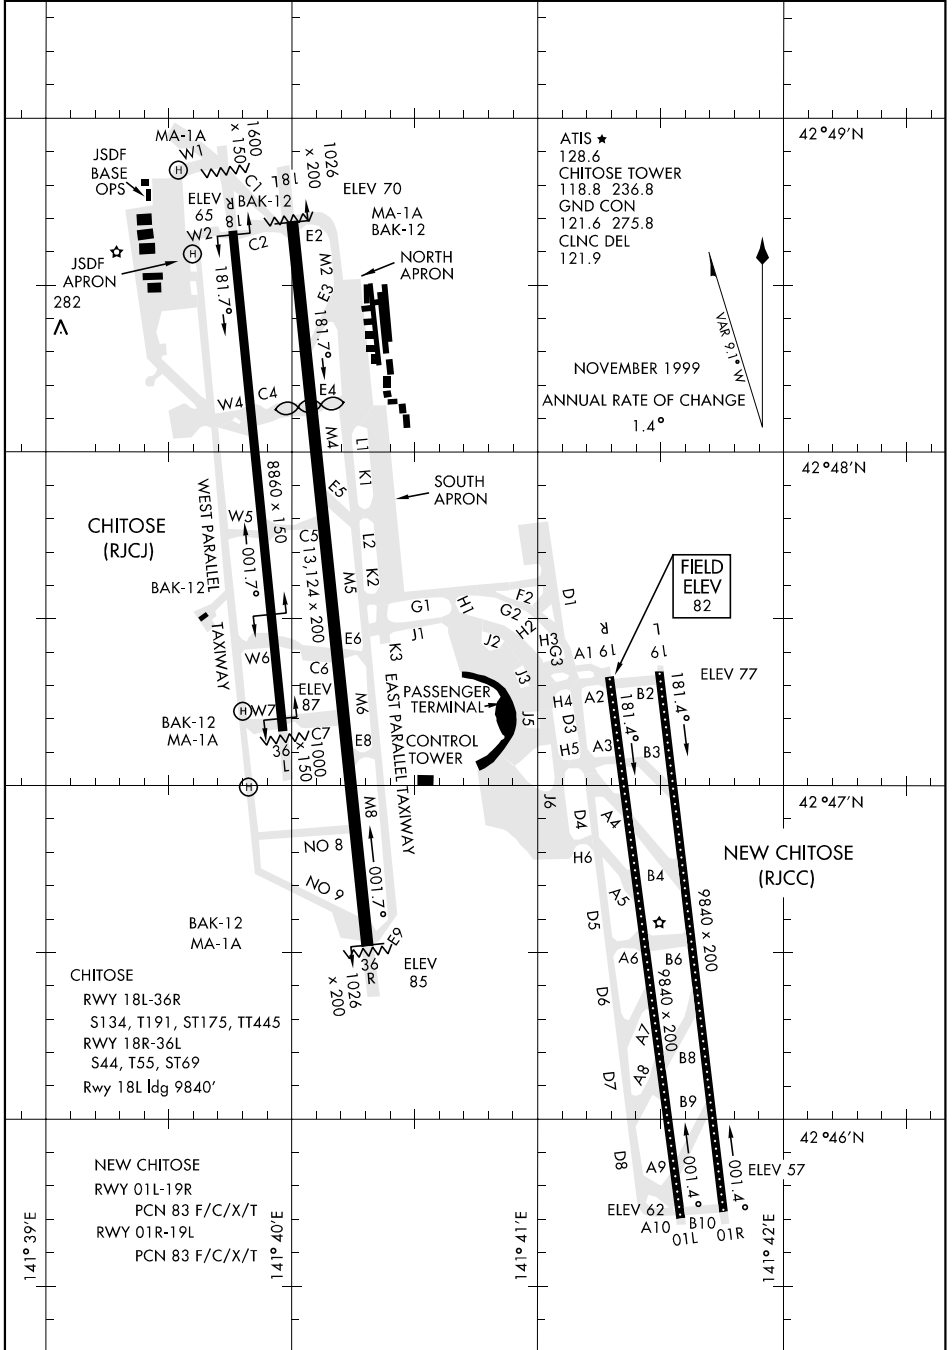 MA-1A
W1
1600
x 150
1026
x 200
JSDF
BASE
OPS
C1
18L
ELEV 70
ELEV
65
18
R
BAK-12
MA-1A
BAK-12
W2
C2
E2
JSDF
APRON
282
181.7°
M2
E3
181.7°
NORTH
APRON
ATIS
128.6
CHITOSE TOWER
118.8 236.8
GND CON
121.6 275.8
CLNC DEL
121.9
VAR 9.1° W
NOVEMBER 1999
ANNUAL RATE OF CHANGE
1.4°
42°49'N
W4
C4
E4
M4
L1
K1
42°48'N
8860 x 150
E5
SOUTH
APRON
CHITOSE
(RJCJ)
WEST PARALLEL
TAXIWAY
W5
001.7°
C5
13,124 x 200
L2
K2
M5
BAK-12
G1
H1
F2
G2
H2
D1
J1
J2
H3
G3
FIELD
ELEV
82
E6
K3
W6
C6
J3
A1
19
R
19
L
ELEV 77
ELEV
87
PASSENGER
TERMINAL
EAST PARALLEL TAXIWAY
W7
M6
J5
H4
A2
B2
181.4°
181.4°
BAK-12
MA-1A
C7
E8
CONTROL
TOWER
D3
H5
A3
B3
36
L
1000
x 150
42°47'N
M8
J6
D4
A4
NO 8
H6
NEW CHITOSE
(RJCC)
B4
NO 9
001.7°
A5
D5
9840 x 200
BAK-12
MA-1A
E9
36
R
ELEV
85
A6
B6
1026
x 200
9840 x 200
D6
A7
B8
D7
A8
B9
CHITOSE
RWY 18L-36R
S134, T191, ST175, TT445
RWY 18R-36L
S44, T55, ST69
Rwy 18L ldg 9840'
42°46'N
D8
A9
001.4°
001.4°
ELEV 57
ELEV 62
A10
B10
01L
01R
NEW CHITOSE
RWY 01L-19R
PCN 83 F/C/X/T
RWY 01R-19L
PCN 83 F/C/X/T
141°39'E
141°40'E
141°41'E
141°42'E
H
H
H
H